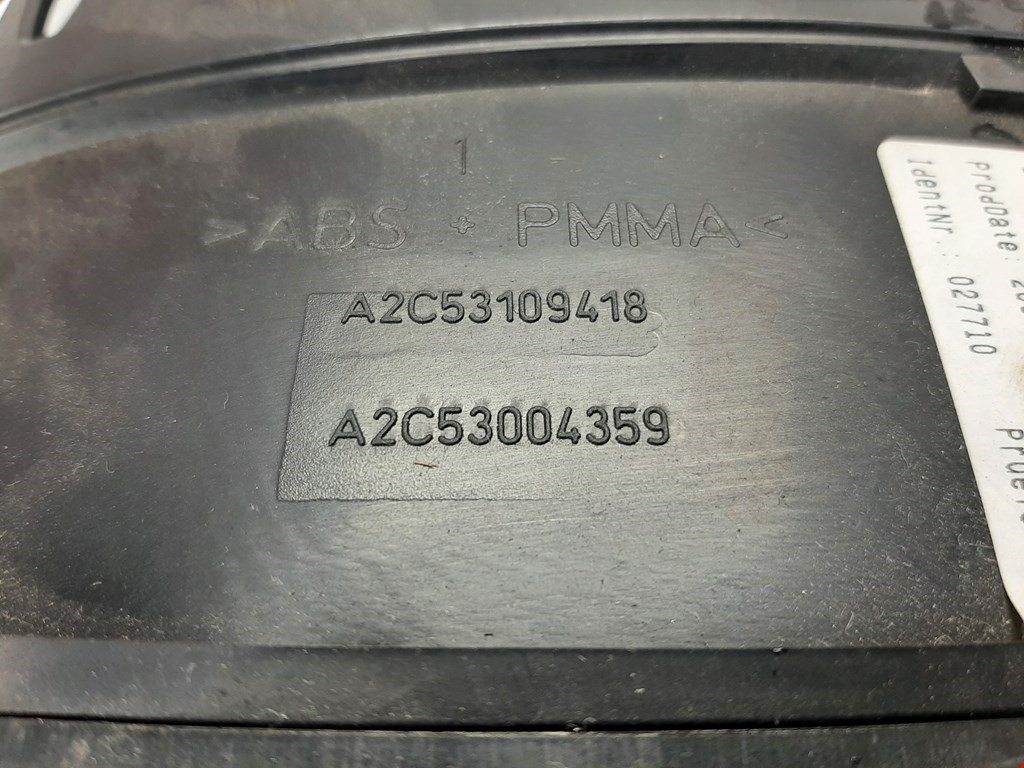 1
>ABS + PMMA<
A2C53109418
A2C53004359
ProdDate:
IdentNr: 027710